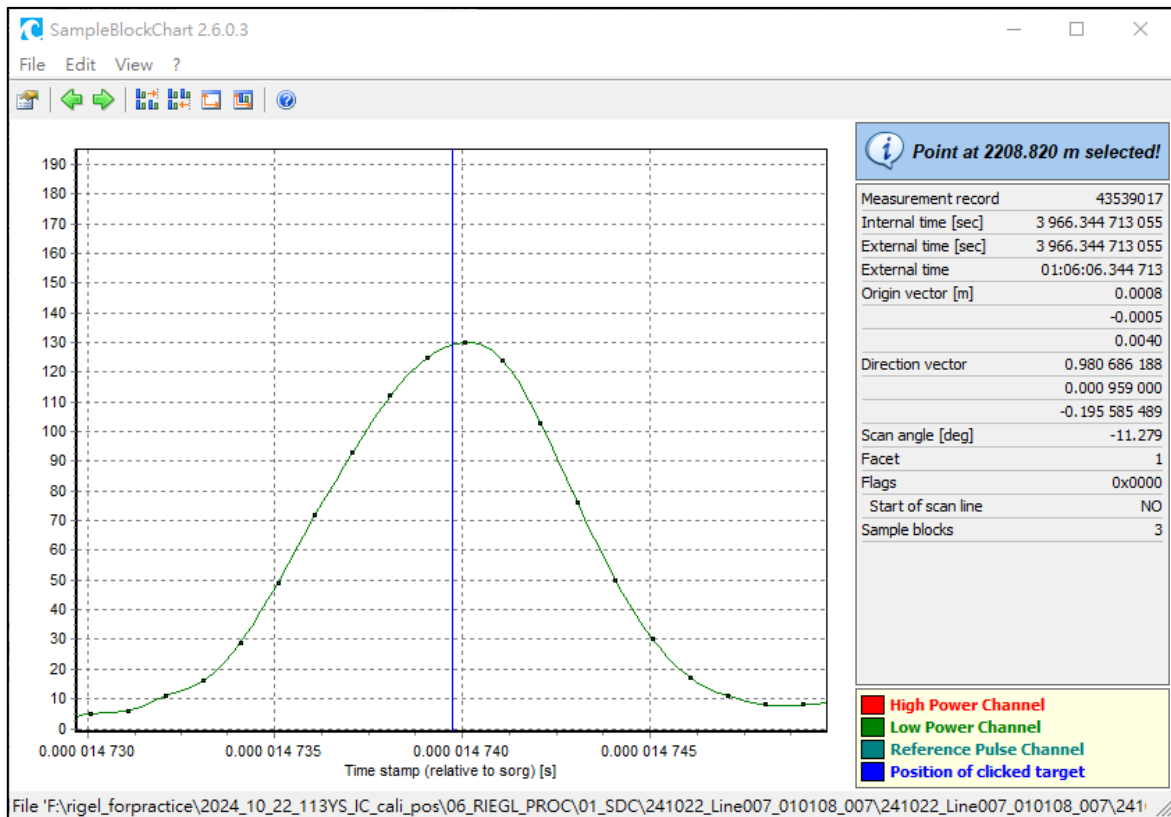 SampleBlockChart 2.6.0.3
File Edit View ?
190
180
170
160
150
140
130
120
110
100
90
80
70
60
50
40
30
20
10
0
0.000 014 730 0.000 014 735 0.000 014 740 0.000 014 745
Time stamp (relative to sorg) [s]
Point at 2208.820 m selected!
Measurement record 43539017
Internal time [sec] 3 966.344 713 055
External time [sec] 3 966.344 713 055
External time 01:06:06.344 713
Origin vector [m] 0.0008
-0.0005
0.0040
Direction vector 0.980 686 188
0.000 959 000
-0.195 585 489
Scan angle [deg] -11.279
Facet 1
Flags 0x0000
Start of scan line NO
Sample blocks 3
High Power Channel
Low Power Channel
Reference Pulse Channel
Position of clicked target
File 'F:\rigel_forpractice\2024_10_22_113YS_IC_cali_pos\06_RIEGL_PROC\01_SDC\241022_Line007_010108_007\241022_Line007_010108_007\241